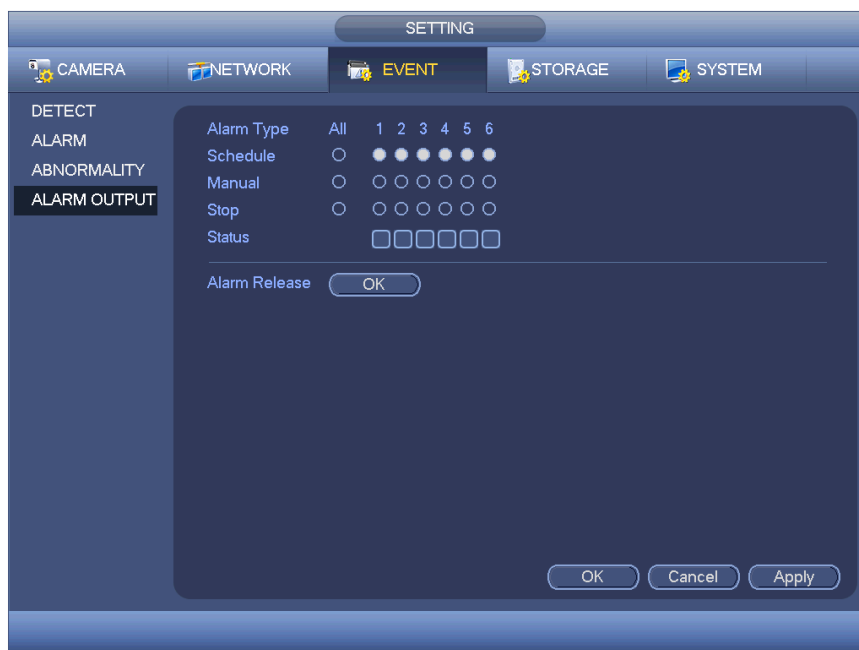 SETTING
CAMERA NETWORK EVENT STORAGE SYSTEM
DETECT
ALARM
ABNORMALITY
ALARM OUTPUT
Alarm Type All 1 2 3 4 5 6
Schedule
Manual
Stop
Status
Alarm Release OK
OK Cancel Apply